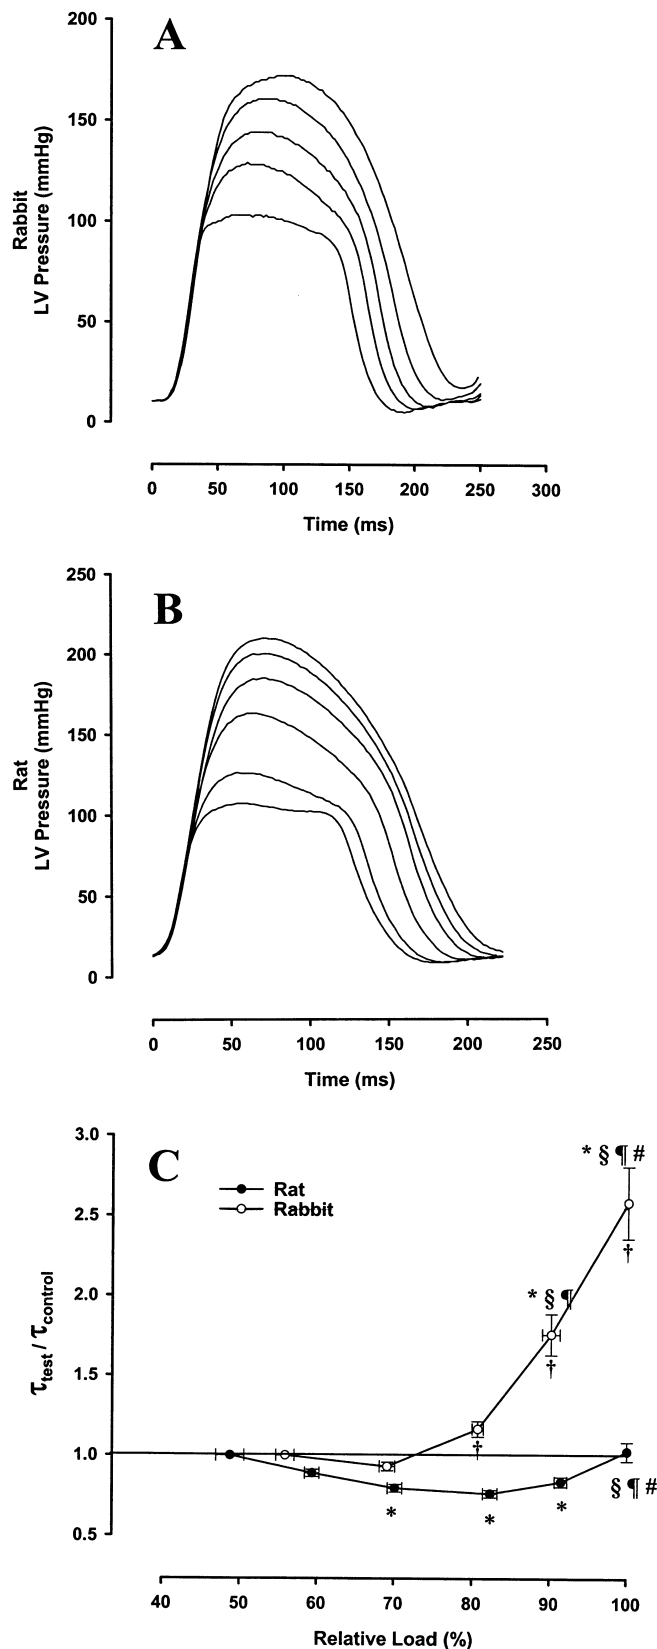 A
200
150
100
50
0
Rabbit
LV Pressure (mmHg)
0 50 100 150 200 250 300
Time (ms)
B
250
200
150
100
50
0
Rat
LV Pressure (mmHg)
0 50 100 150 200 250
Time (ms)
C
3.0
2.5
2.0
1.5
1.0
0.5
τtest / τcontrol
Rat
Rabbit
* § ¶ #
†
* § ¶
†
†
* * *
§ ¶ #
40 50 60 70 80 90 100
Relative Load (%)